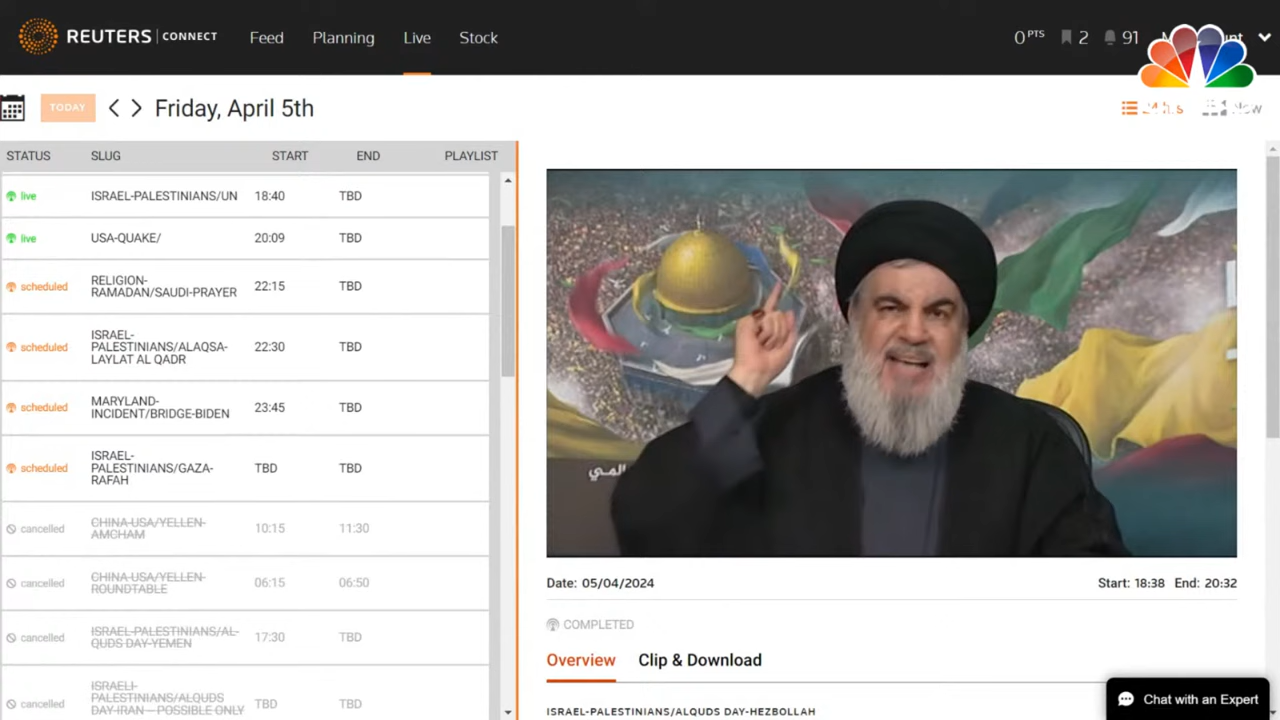 REUTERS CONNECT Feed Planning Live Stock 0 PTS 2 91
TODAY Friday, April 5th
STATUS SLUG START END PLAYLIST
live ISRAEL-PALESTINIANS/UN 18:40 TBD
live USA-QUAKE/ 20:09 TBD
scheduled RELIGION-
RAMADAN/SAUDI-PRAYER 22:15 TBD
scheduled ISRAEL-
PALESTINIANS/ALAQSA-
LAYLAT AL QADR 22:30 TBD
scheduled MARYLAND-
INCIDENT/BRIDGE-BIDEN 23:45 TBD
scheduled ISRAEL-
PALESTINIANS/GAZA-
RAFAH TBD TBD
cancelled CHINA-USA/YELLEN-
AMCHAM 10:15 11:30
cancelled CHINA-USA/YELLEN-
ROUNDTABLE 06:15 06:50
cancelled ISRAEL-PALESTINIANS/AL-
QUDS DAY-YEMEN 17:30 TBD
cancelled ISRAELI-
PALESTINIANS/ALQUDS
DAY-IRAN -- POSSIBLE ONLY TBD TBD
Date: 05/04/2024 Start: 18:38 End: 20:32
COMPLETED
Overview Clip & Download
ISRAEL-PALESTINIANS/ALQUDS DAY-HEZBOLLAH
Chat with an Expert